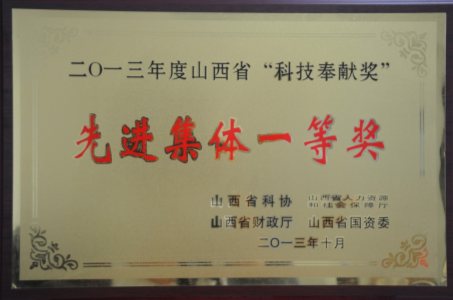 二〇一三年度山西省“科技奉献奖”
先进集体一等奖
山西省科协 山西省人力资源和社会保障厅
山西省财政厅 山西省国资委
二〇一三年十月